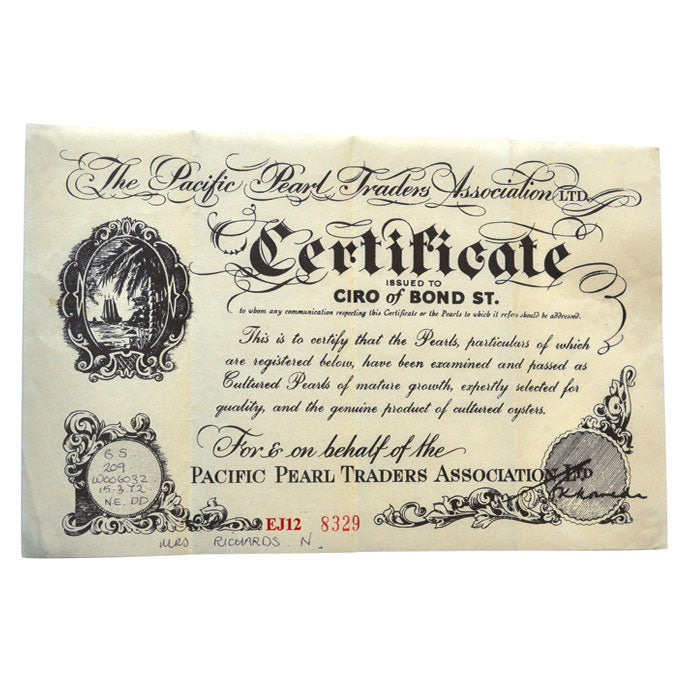 The Pacific Pearl Traders Association LTD.
Certificate
ISSUED TO
CIRO of BOND ST.
to whom any communication respecting this Certificate or the Pearls to which it refers should be addressed.
This is to certify that the Pearls, particulars of which
are registered below, have been examined and passed as
Cultured Pearls of mature growth, expertly selected for
quality, and the genuine product of cultured oysters.
For & on behalf of the
PACIFIC PEARL TRADERS ASSOCIATION LTD
B S.
209
W006032
15-3-72
N.E. DD
EJ12 8329
MRS. RICHARDS. N.